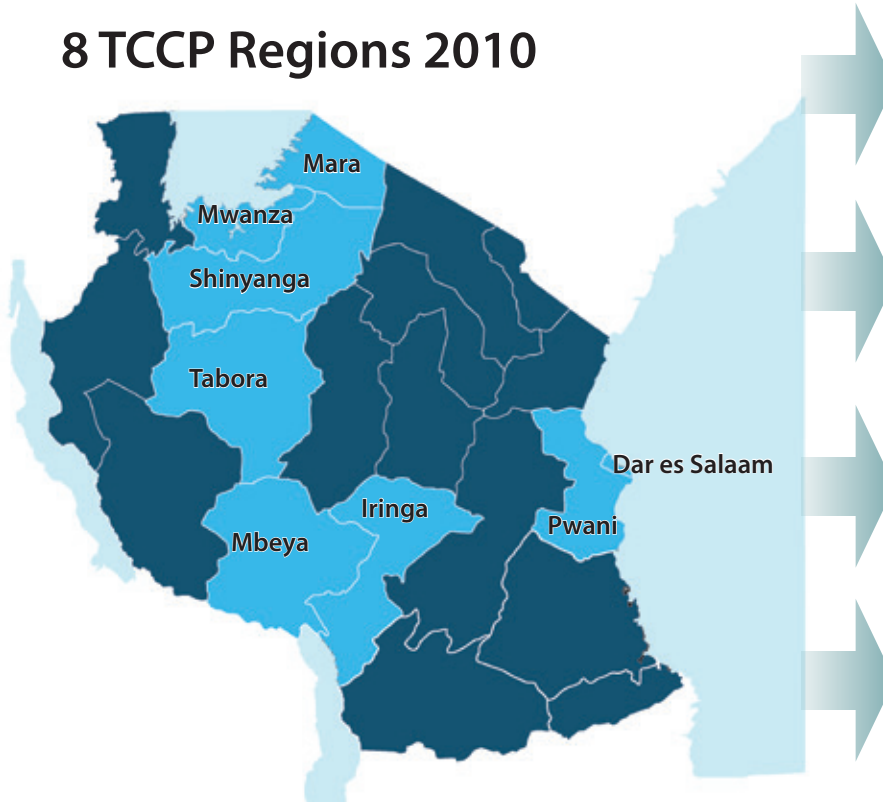 8 TCCP Regions 2010
Mara
Mwanza
Shinyanga
Tabora
Dar es Salaam
Iringa
Pwani
Mbeya